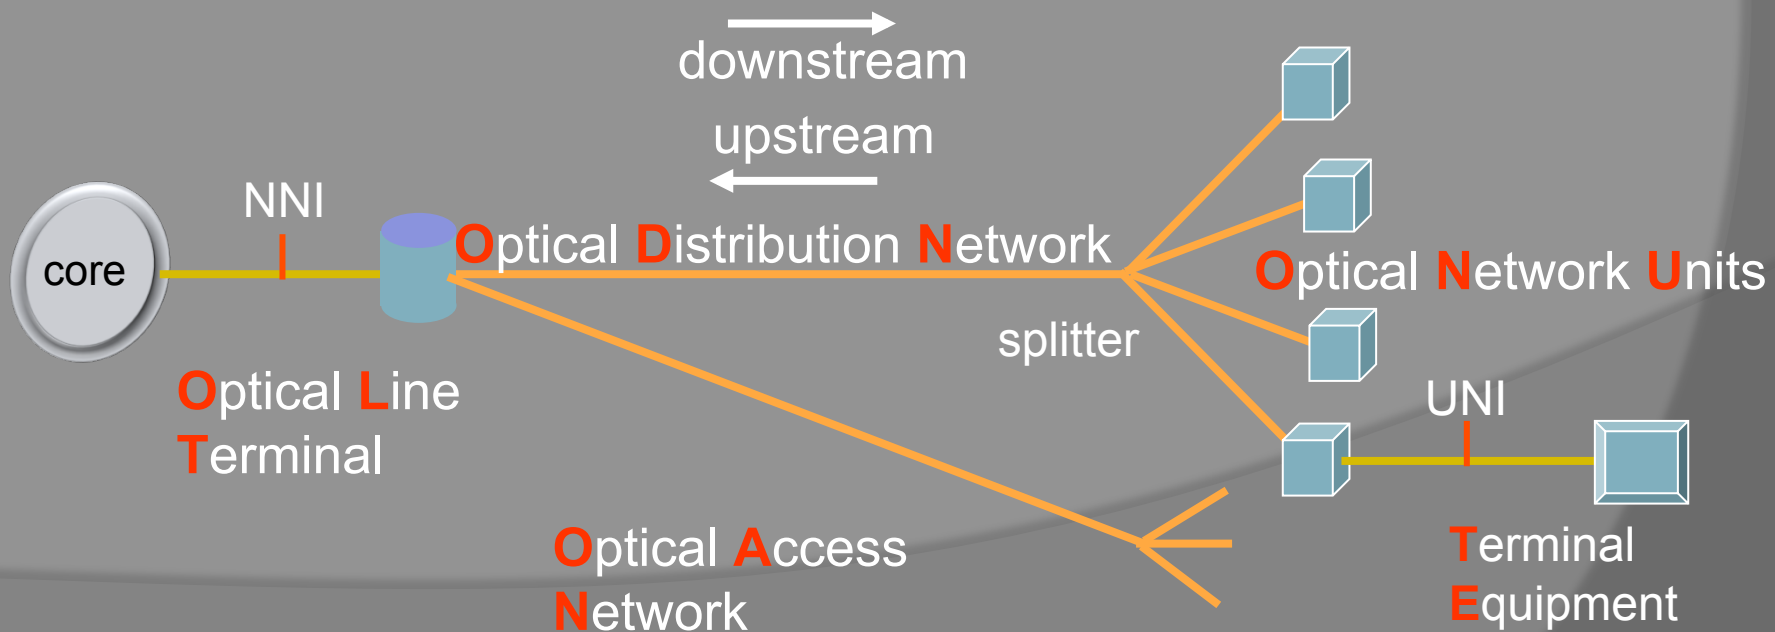 downstream
upstream
NNI
core
Optical Distribution Network
Optical Network Units
splitter
Optical Line
Terminal
UNI
Optical Access
Network
Terminal
Equipment